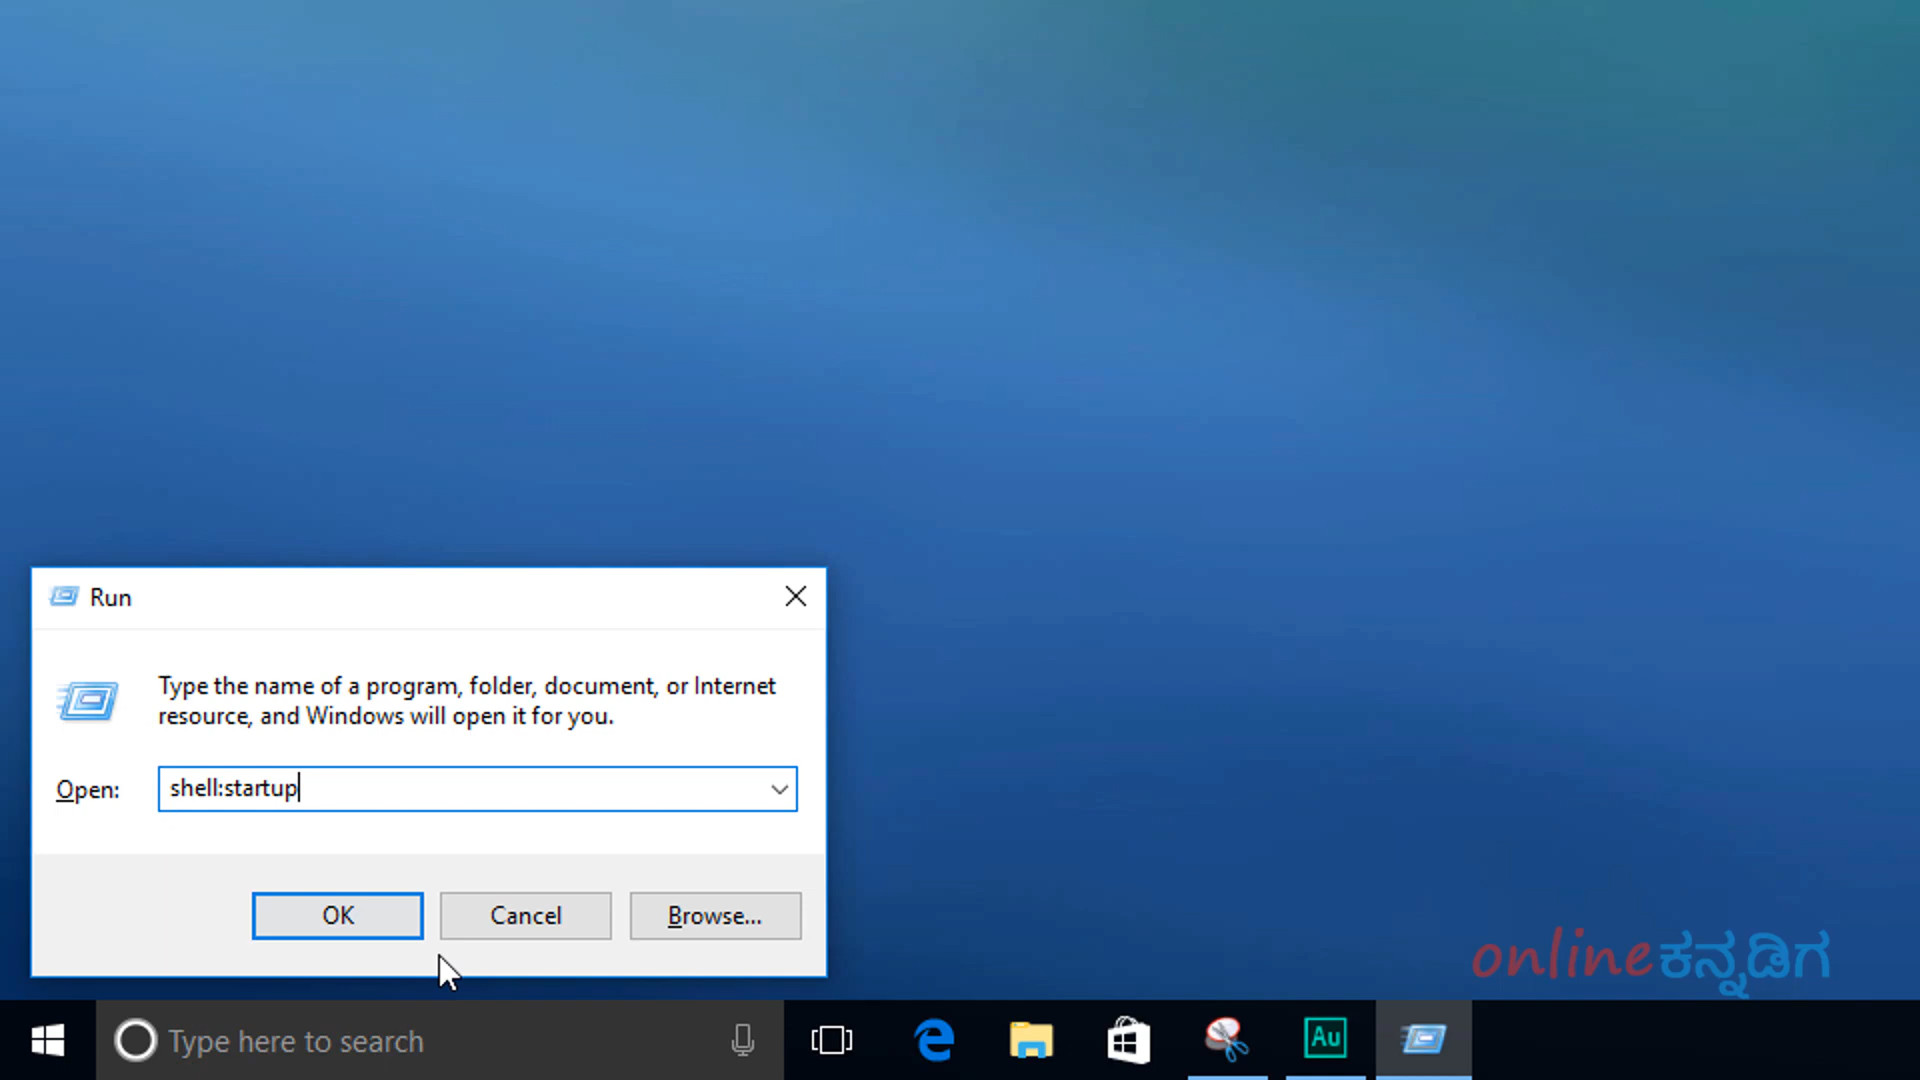 Run
Type the name of a program, folder, document, or Internet
resource, and Windows will open it for you.
Open:
shell:startup
OK
Cancel
Browse...
onlineಕನ್ನಡಿಗ
Type here to search
Au